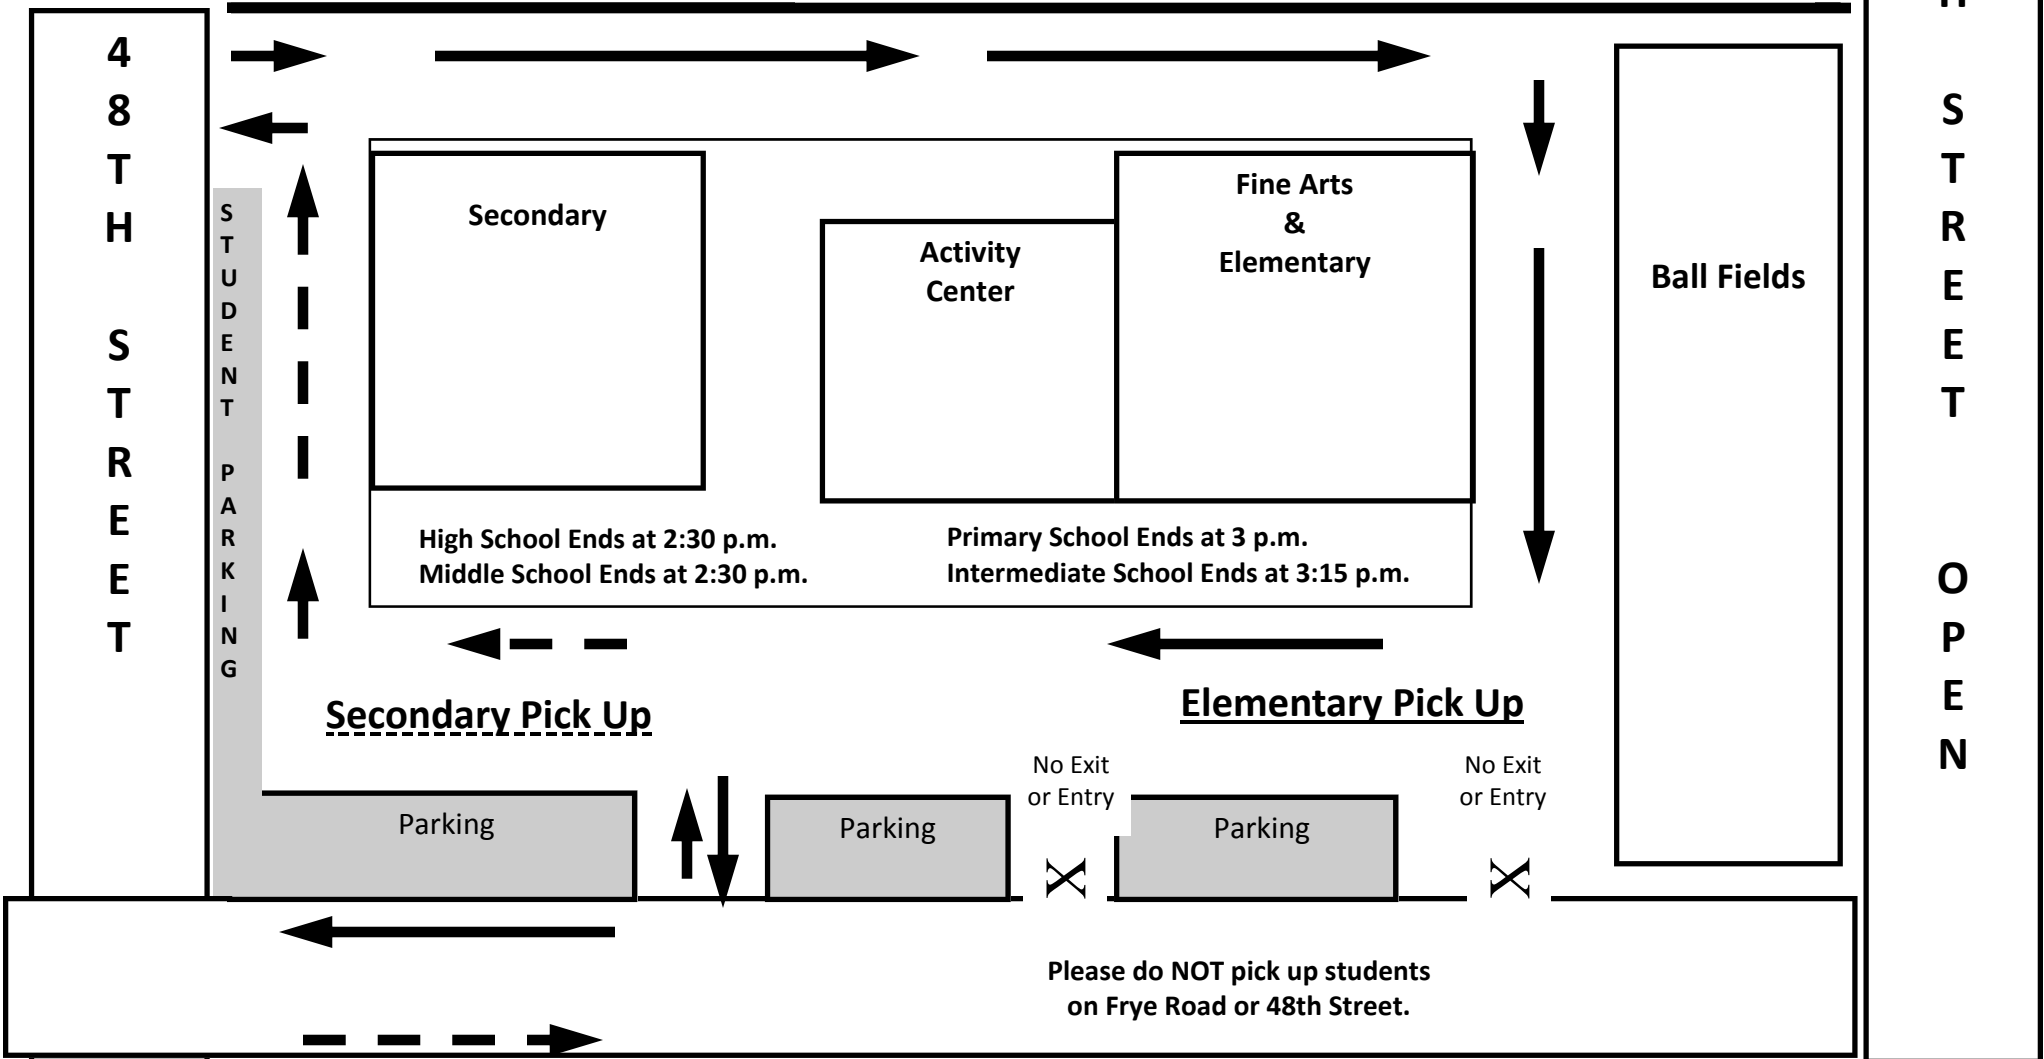 48TH STREET
STUDENT PARKING
Secondary
Activity
Center
Fine Arts
&
Elementary
Ball Fields
STREET OPEN
High School Ends at 2:30 p.m.
Middle School Ends at 2:30 p.m.
Primary School Ends at 3 p.m.
Intermediate School Ends at 3:15 p.m.
Secondary Pick Up
Elementary Pick Up
No Exit
or Entry
No Exit
or Entry
Parking
Parking
Parking
X
X
Please do NOT pick up students
on Frye Road or 48th Street.